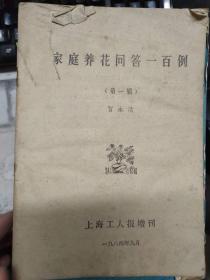 家庭养花问答一百例
（第一辑）
上海工人报增刊
一九八四年九月